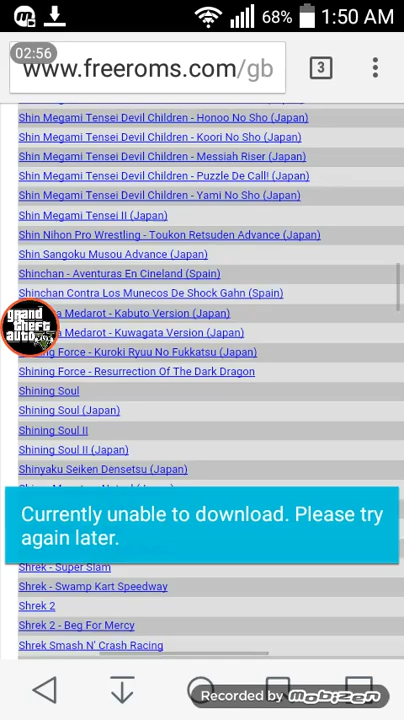 68% 1:50 AM
02:56
www.freeroms.com/gb
3
Shin Megami Tensei Devil Children - Honoo No Sho (Japan)
Shin Megami Tensei Devil Children - Koori No Sho (Japan)
Shin Megami Tensei Devil Children - Messiah Riser (Japan)
Shin Megami Tensei Devil Children - Puzzle De Call! (Japan)
Shin Megami Tensei Devil Children - Yami No Sho (Japan)
Shin Megami Tensei II (Japan)
Shin Nihon Pro Wrestling - Toukon Retsuden Advance (Japan)
Shin Sangoku Musou Advance (Japan)
Shinchan - Aventuras En Cineland (Spain)
Shinchan Contra Los Munecos De Shock Gahn (Spain)
Medarot - Kabuto Version (Japan)
grand theft auto V
Medarot - Kuwagata Version (Japan)
Force - Kuroki Ryuu No Fukkatsu (Japan)
Shining Force - Resurrection Of The Dark Dragon
Shining Soul
Shining Soul (Japan)
Shining Soul II
Shining Soul II (Japan)
Shinyaku Seiken Densetsu (Japan)
Currently unable to download. Please try
again later.
Shrek - Super Slam
Shrek - Swamp Kart Speedway
Shrek 2
Shrek 2 - Beg For Mercy
Shrek Smash N' Crash Racing
Recorded by mobizen